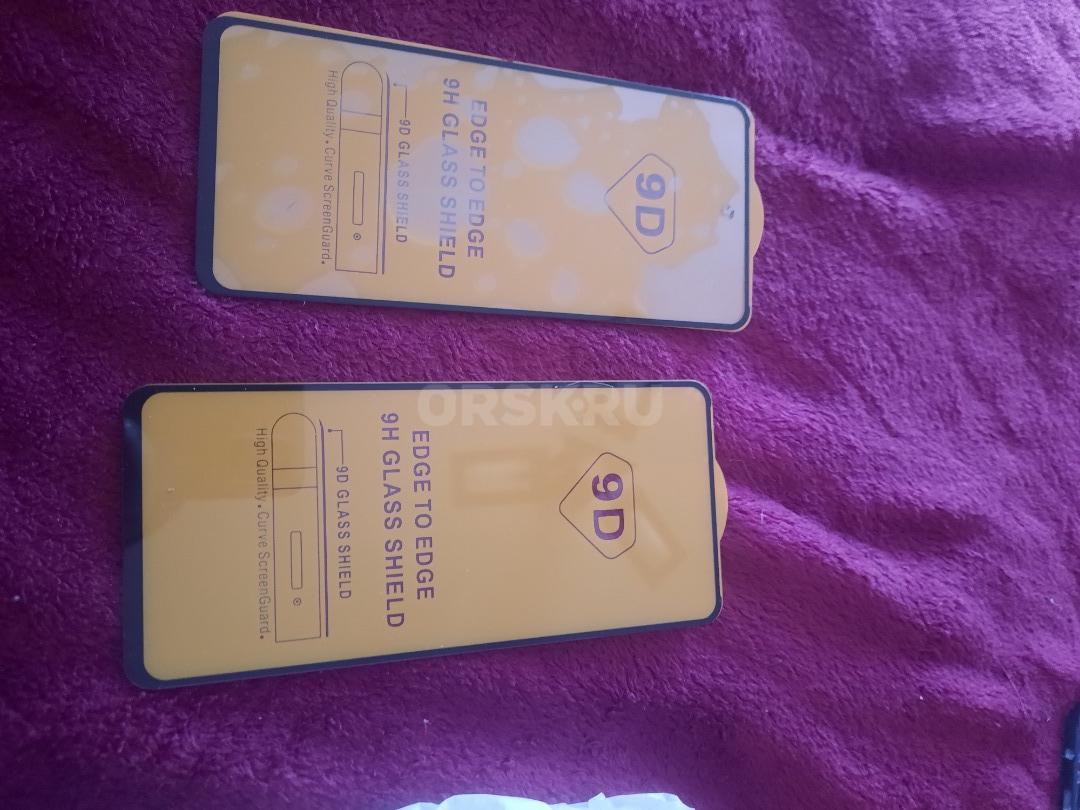 9D
EDGE TO EDGE
9H GLASS SHIELD
9D GLASS SHIELD
High Quality. Curve ScreenGuard.
ORSK.RU
9D
EDGE TO EDGE
9H GLASS SHIELD
9D GLASS SHIELD
High Quality. Curve ScreenGuard.